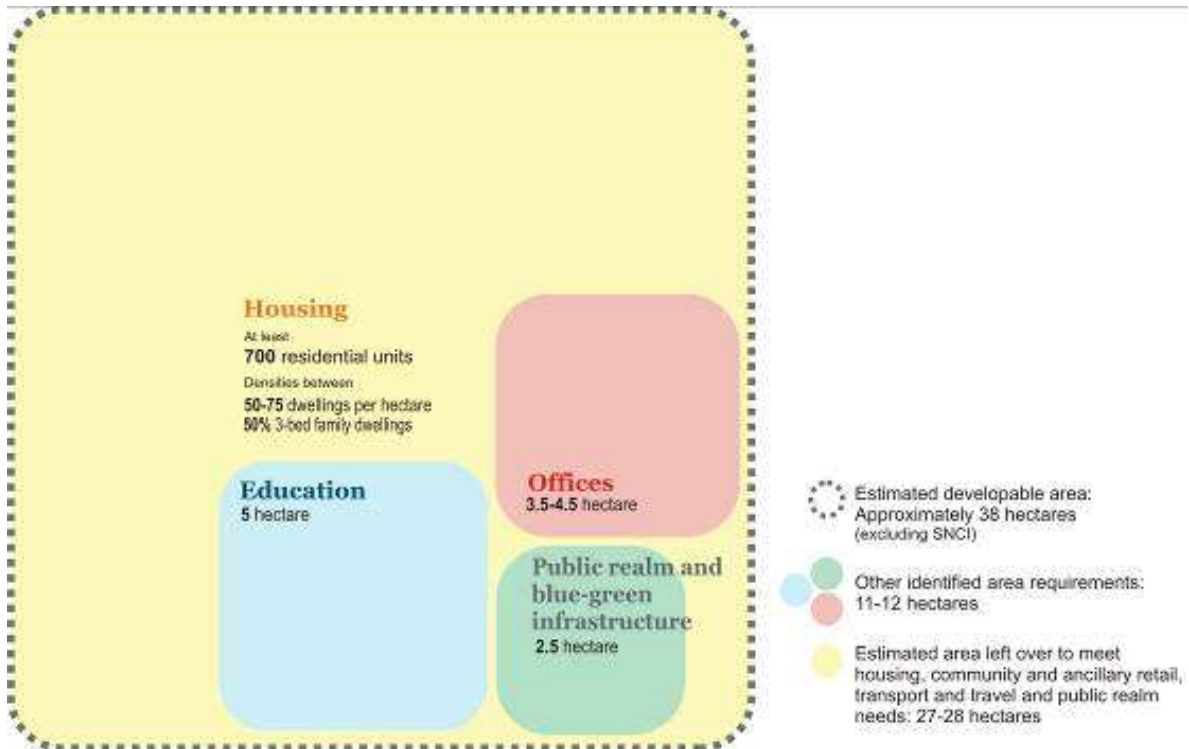 Housing
At least
700 residential units
Densities between
50-75 dwellings per hectare
50% 3-bed family dwellings
Education
5 hectare
Offices
3.5-4.5 hectare
Public realm and
blue-green
infrastructure
2.5 hectare
Estimated developable area:
Approximately 38 hectares
(excluding SNCI)
Other identified area requirements:
11-12 hectares
Estimated area left over to meet
housing, community and ancillary retail,
transport and travel and public realm
needs: 27-28 hectares